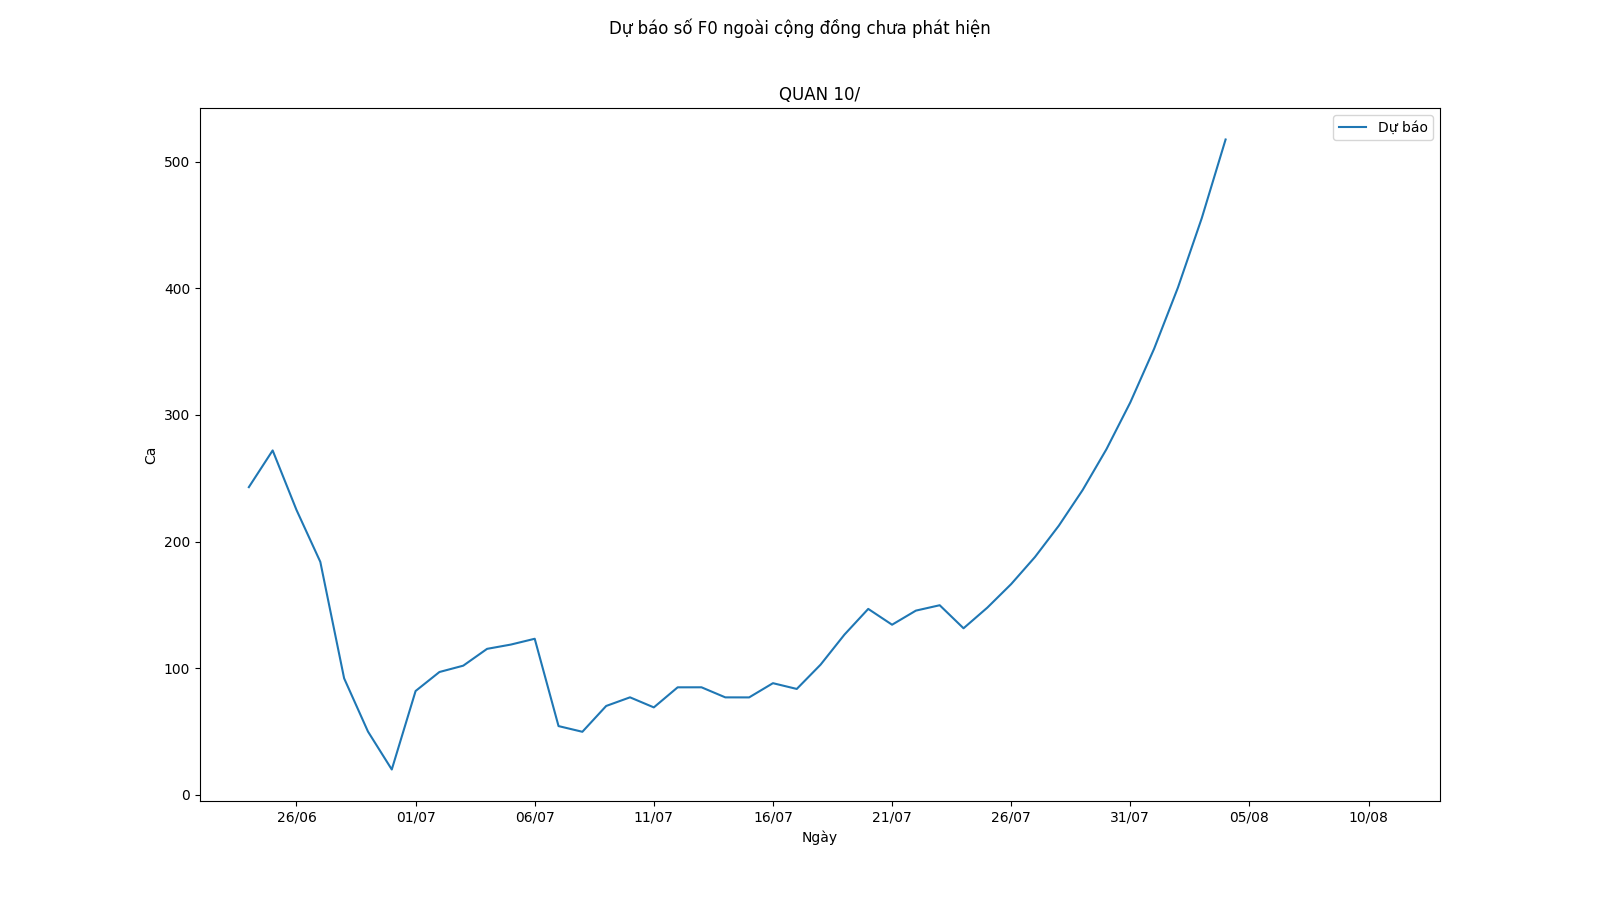 Dự báo số F0 ngoài cộng đồng chưa phát hiện
QUAN 10/
Dự báo
500
400
300
200
100
0
Ca
26/06 01/07 06/07 11/07 16/07 21/07 26/07 31/07 05/08 10/08
Ngày